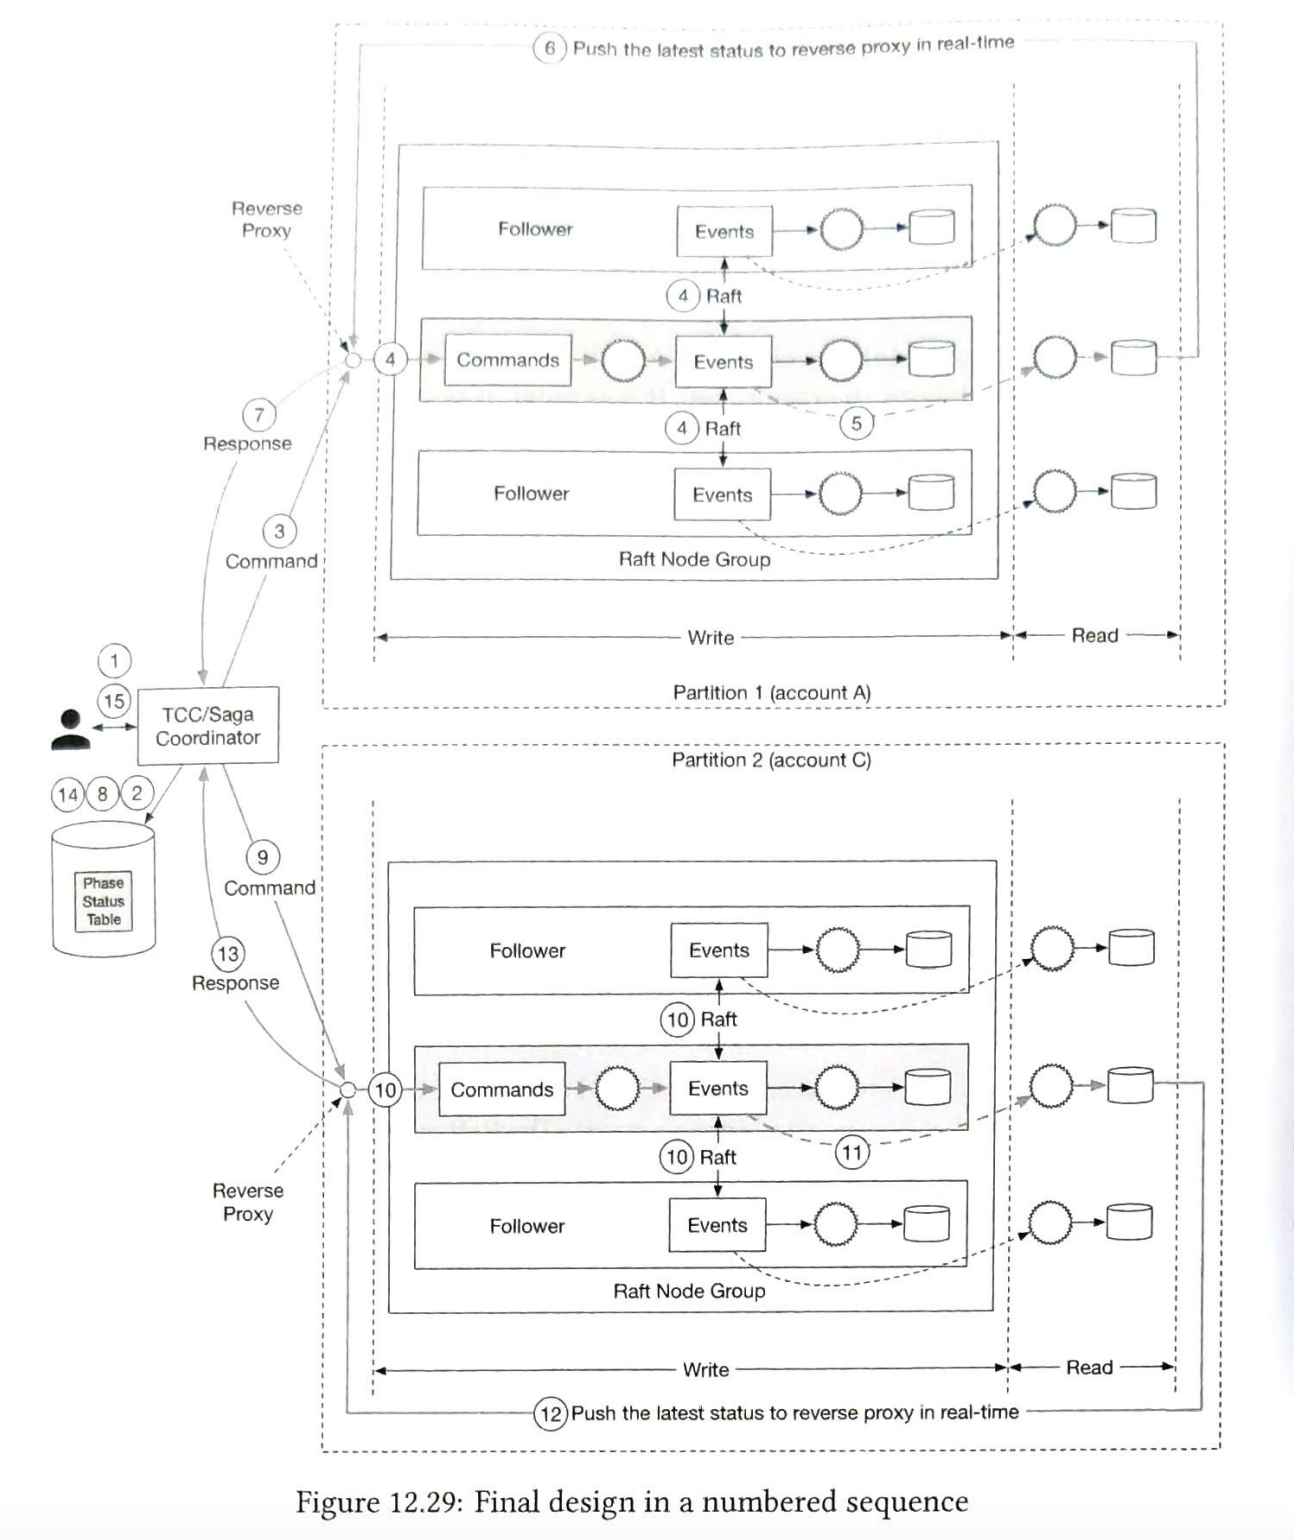 6 Push the latest status to reverse proxy in real-time
Reverse
Proxy
Follower
Events
4 Raft
4
Commands
Events
7
Response
4 Raft
5
Follower
Events
3
Command
Raft Node Group
Write
Read
1
15
TCC/Saga
Coordinator
Partition 1 (account A)
Partition 2 (account C)
14 8 2
Phase
Status
Table
9
Command
13
Response
Follower
Events
10 Raft
10
Commands
Events
10 Raft
11
Reverse
Proxy
Follower
Events
Raft Node Group
Write
Read
12 Push the latest status to reverse proxy in real-time
Figure 12.29: Final design in a numbered sequence